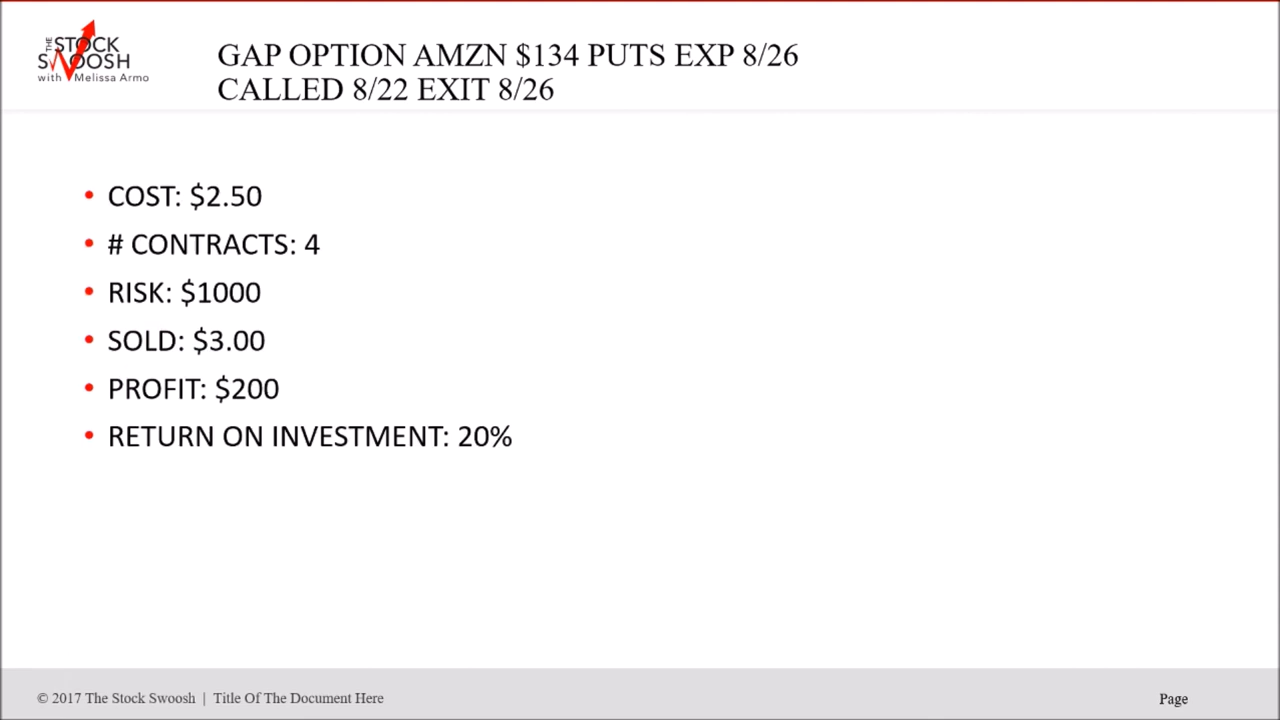 THE
STOCK
SWOOSH
with Melissa Armo
GAP OPTION AMZN $134 PUTS EXP 8/26
CALLED 8/22 EXIT 8/26
• COST: $2.50
• # CONTRACTS: 4
• RISK: $1000
• SOLD: $3.00
• PROFIT: $200
• RETURN ON INVESTMENT: 20%
© 2017 The Stock Swoosh | Title Of The Document Here
Page